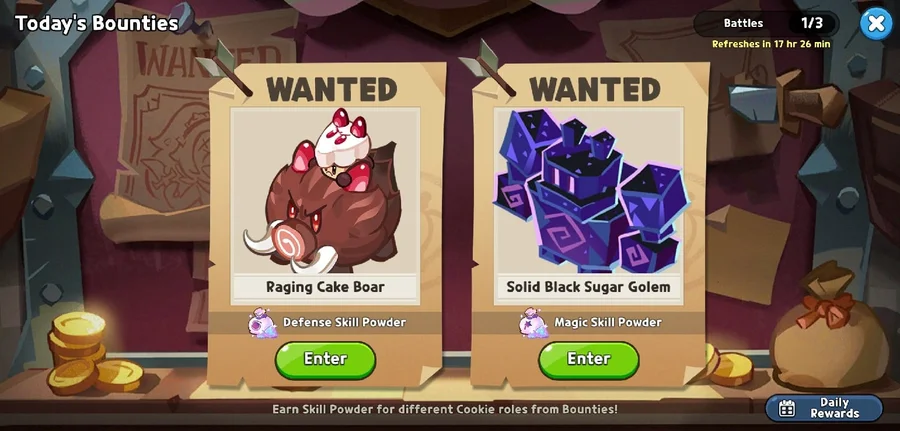 Today's Bounties
Battles 1/3
Refreshes in 17 hr 26 min
WANTED
WANTED
WANTED
Raging Cake Boar
Solid Black Sugar Golem
Defense Skill Powder
Magic Skill Powder
Enter
Enter
Earn Skill Powder for different Cookie roles from Bounties!
Daily
Rewards